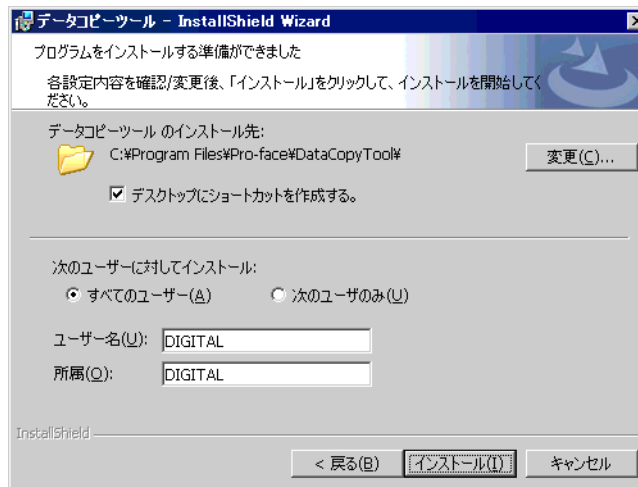 データコピーツール - InstallShield Wizard
プログラムをインストールする準備ができました
各設定内容を確認/変更後、「インストール」をクリックして、インストールを開始してく
ださい。
データコピーツール のインストール先:
C:¥Program Files¥Pro-face¥DataCopyTool¥
変更(C)...
デスクトップにショートカットを作成する。
次のユーザーに対してインストール:
すべてのユーザー(A) 次のユーザのみ(U)
ユーザー名(U): DIGITAL
所属(O): DIGITAL
InstallShield
< 戻る(B) インストール(I) キャンセル